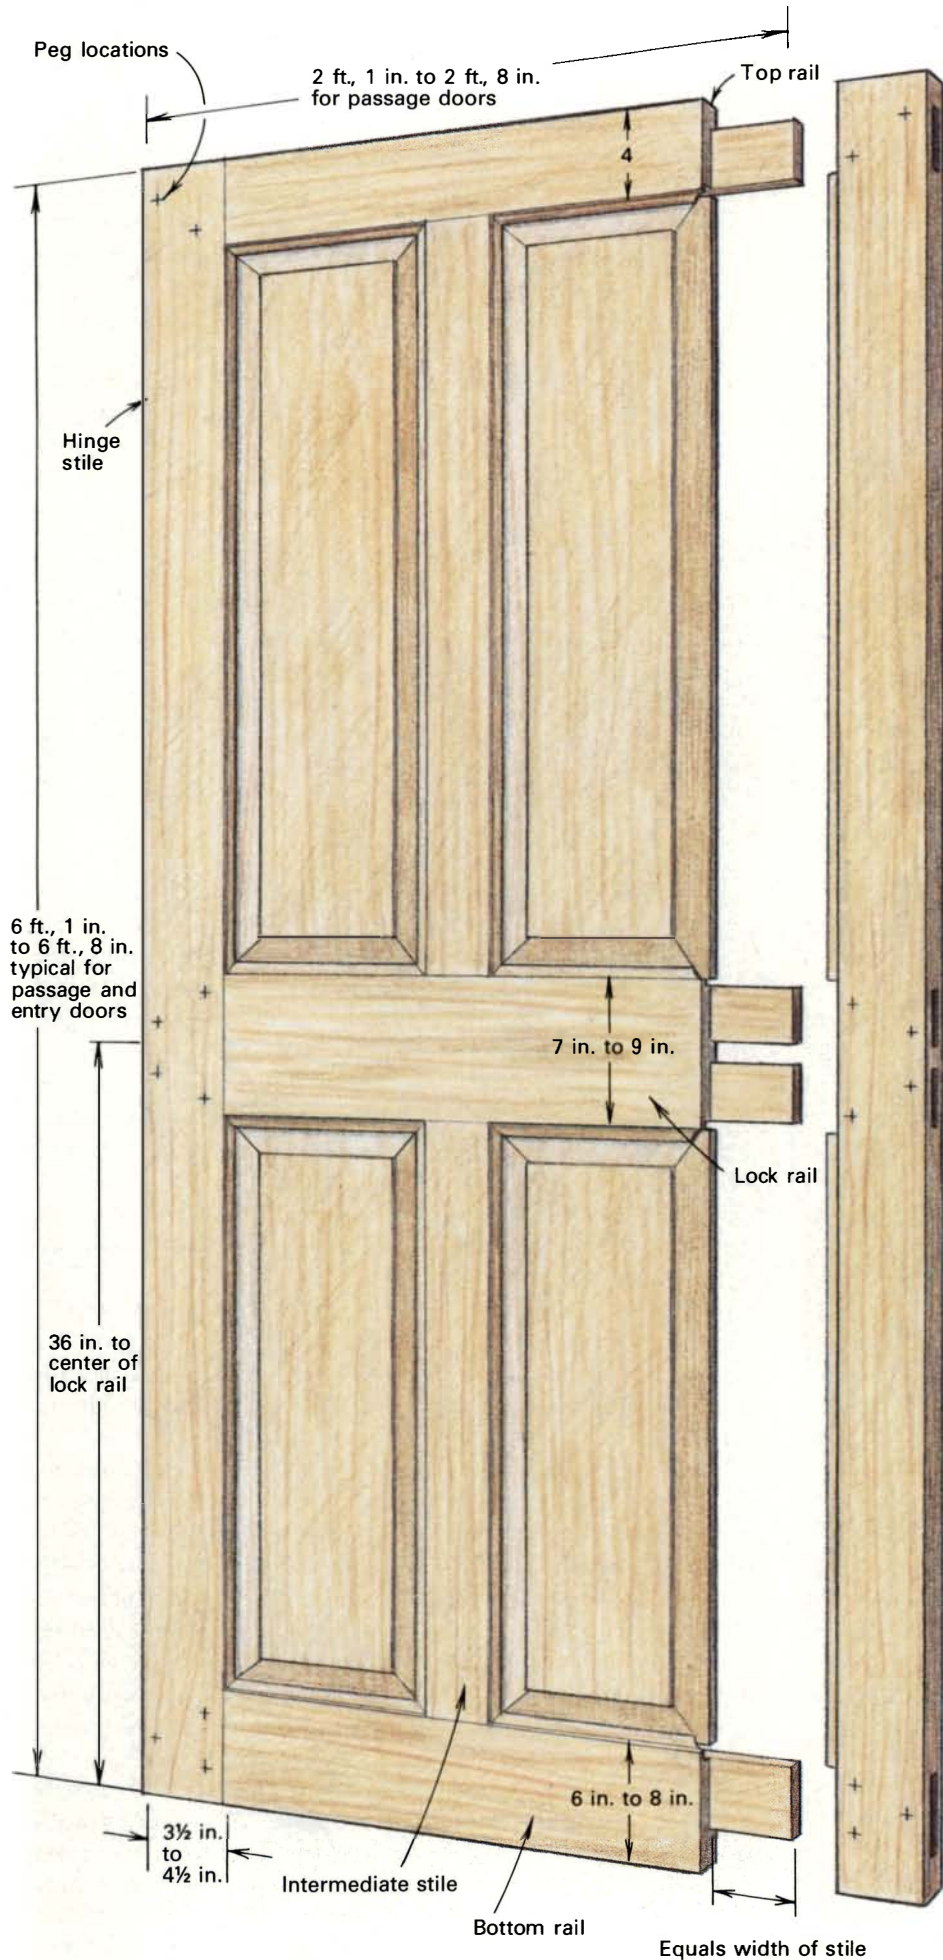 Peg locations
2 ft., 1 in. to 2 ft., 8 in.
for passage doors
Top rail
4
Hinge
stile
6 ft., 1 in.
to 6 ft., 8 in.
typical for
passage and
entry doors
7 in. to 9 in.
Lock rail
36 in. to
center of
lock rail
6 in. to 8 in.
3½ in.
to
4½ in.
Intermediate stile
Bottom rail
Equals width of stile